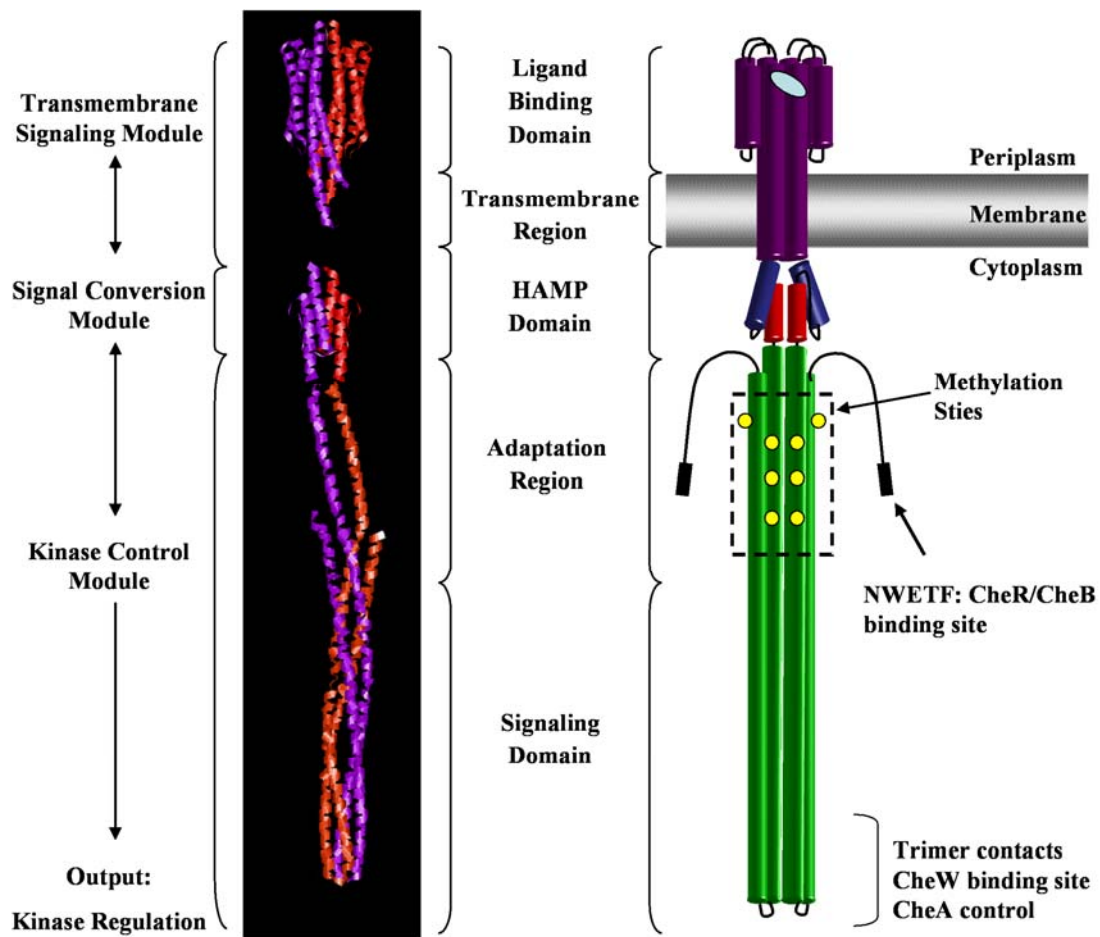 Transmembrane
Signaling Module
Signal Conversion
Module
Kinase Control
Module
Output:
Kinase Regulation
Ligand
Binding
Domain
Transmembrane
Region
HAMP
Domain
Adaptation
Region
Signaling
Domain
Periplasm
Membrane
Cytoplasm
Methylation
Sties
NWETF: CheR/CheB
binding site
Trimer contacts
CheW binding site
CheA control